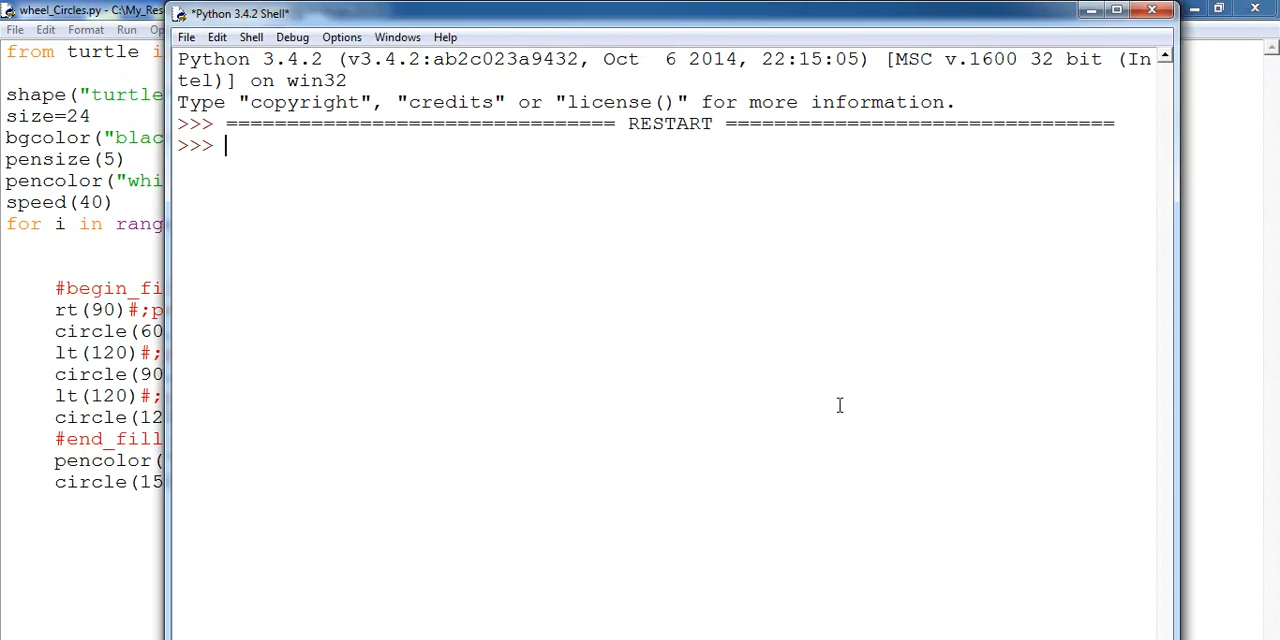 wheel_Circles.py - C:\My_Res
File Edit Format Run Op
from turtle i
shape("turtle
size=24
bgcolor("blac
pensize(5)
pencolor("whi
speed(40)
for i in rang
#begin_fi
rt(90)#;p
circle(60
lt(120)#;
circle(90
lt(120)#;
circle(12
#end_fill
pencolor(
circle(15
*Python 3.4.2 Shell*
File Edit Shell Debug Options Windows Help
Python 3.4.2 (v3.4.2:ab2c023a9432, Oct  6 2014, 22:15:05) [MSC v.1600 32 bit (In
tel)] on win32
Type "copyright", "credits" or "license()" for more information.
>>> ================================ RESTART ================================
>>>